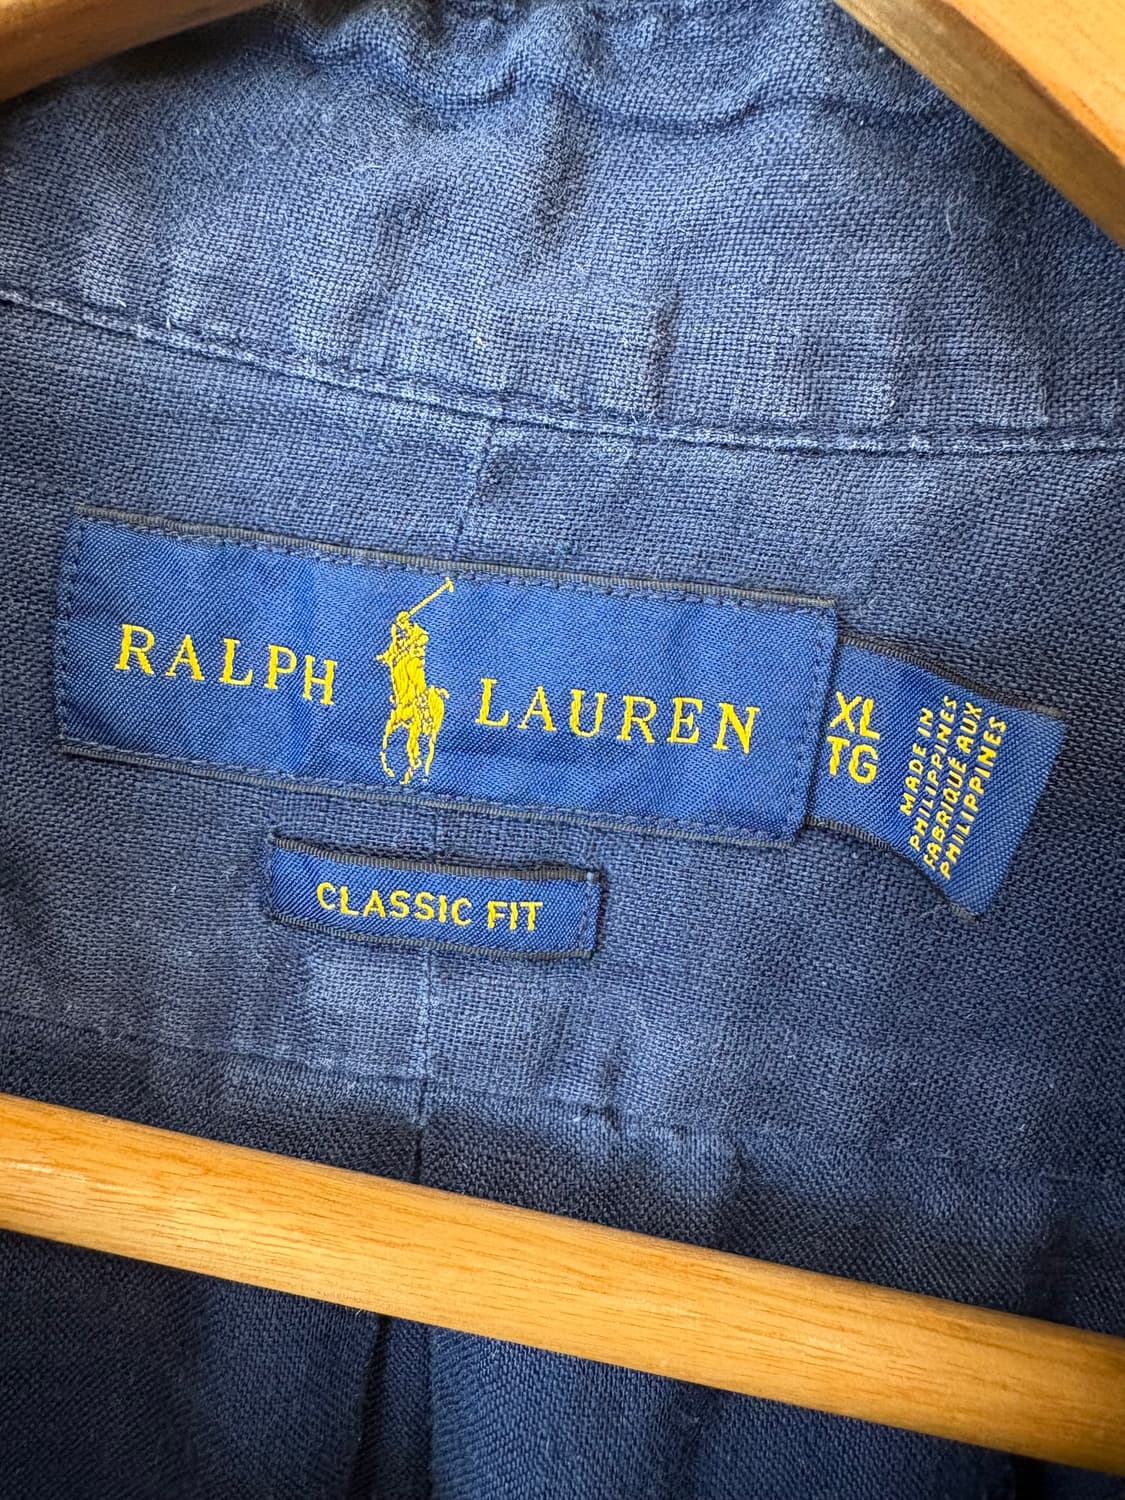 RALPH LAUREN
XL
TG
MADE IN
PHILIPPINES
FABRIQUÉ AUX
PHILIPPINES
CLASSIC FIT